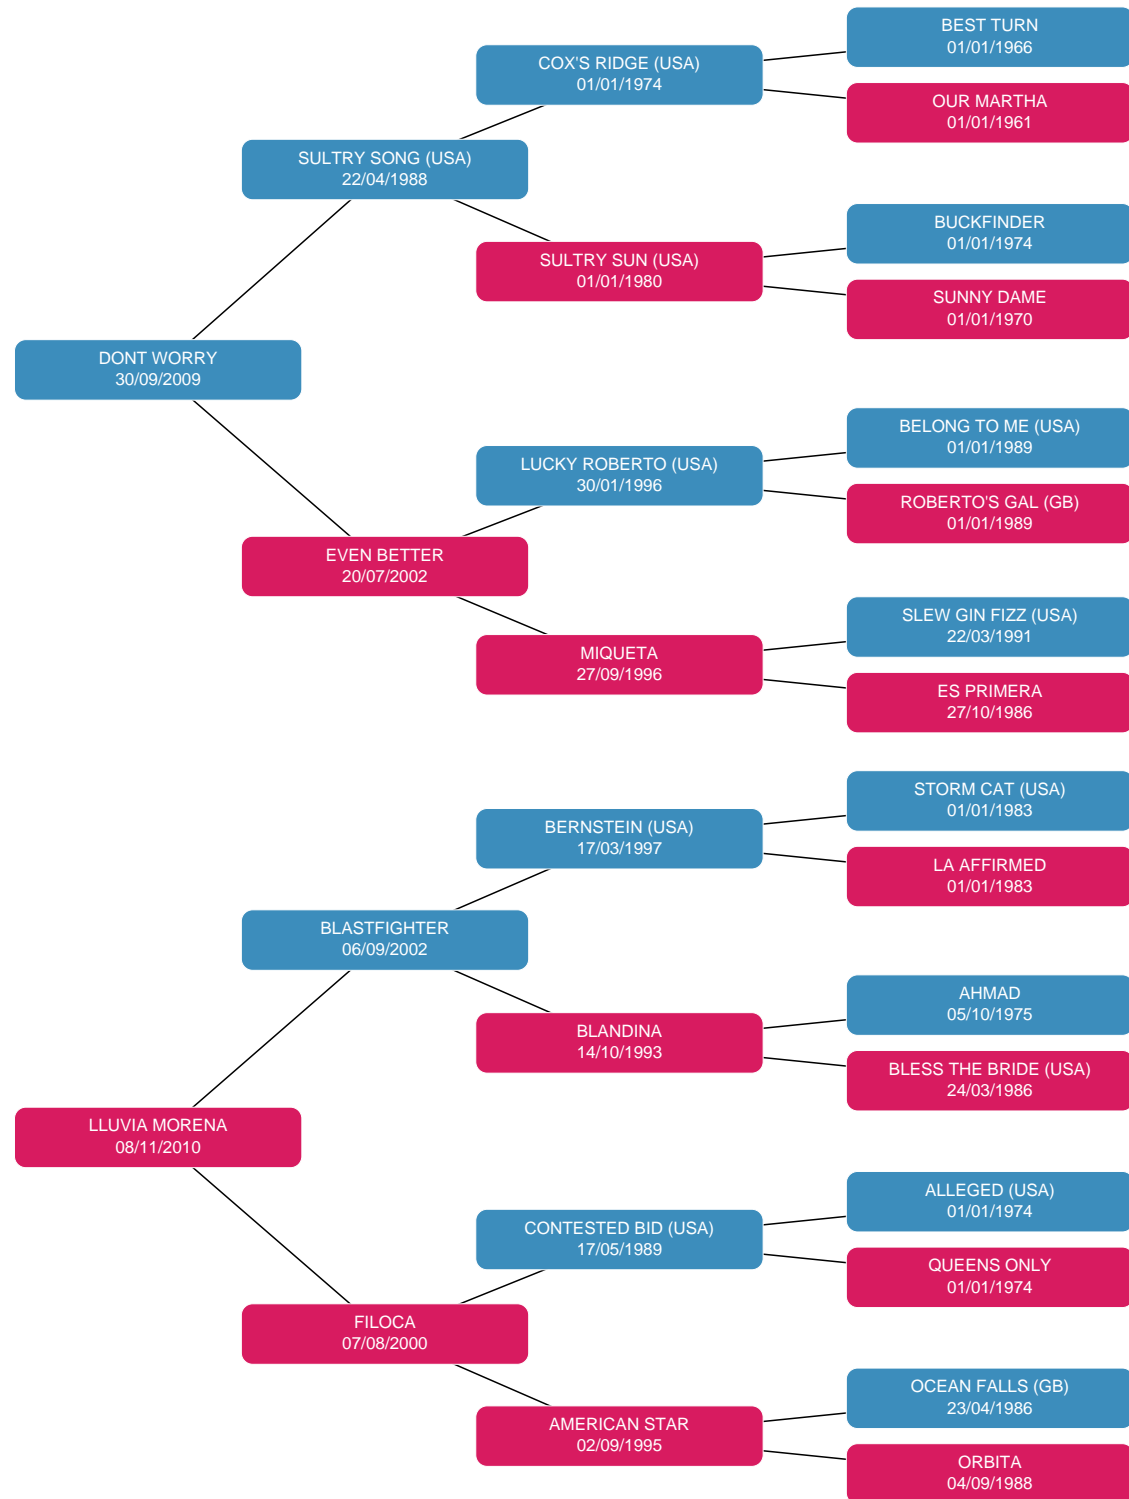 BEST TURN
01/01/1966
COX'S RIDGE (USA)
01/01/1974
OUR MARTHA
01/01/1961
SULTRY SONG (USA)
22/04/1988
BUCKFINDER
01/01/1974
SULTRY SUN (USA)
01/01/1980
SUNNY DAME
01/01/1970
DONT WORRY
30/09/2009
BELONG TO ME (USA)
01/01/1989
LUCKY ROBERTO (USA)
30/01/1996
ROBERTO'S GAL (GB)
01/01/1989
EVEN BETTER
20/07/2002
SLEW GIN FIZZ (USA)
22/03/1991
MIQUETA
27/09/1996
ES PRIMERA
27/10/1986
STORM CAT (USA)
01/01/1983
BERNSTEIN (USA)
17/03/1997
LA AFFIRMED
01/01/1983
BLASTFIGHTER
06/09/2002
AHMAD
05/10/1975
BLANDINA
14/10/1993
BLESS THE BRIDE (USA)
24/03/1986
LLUVIA MORENA
08/11/2010
ALLEGED (USA)
01/01/1974
CONTESTED BID (USA)
17/05/1989
QUEENS ONLY
01/01/1974
FILOCA
07/08/2000
OCEAN FALLS (GB)
23/04/1986
AMERICAN STAR
02/09/1995
ORBITA
04/09/1988